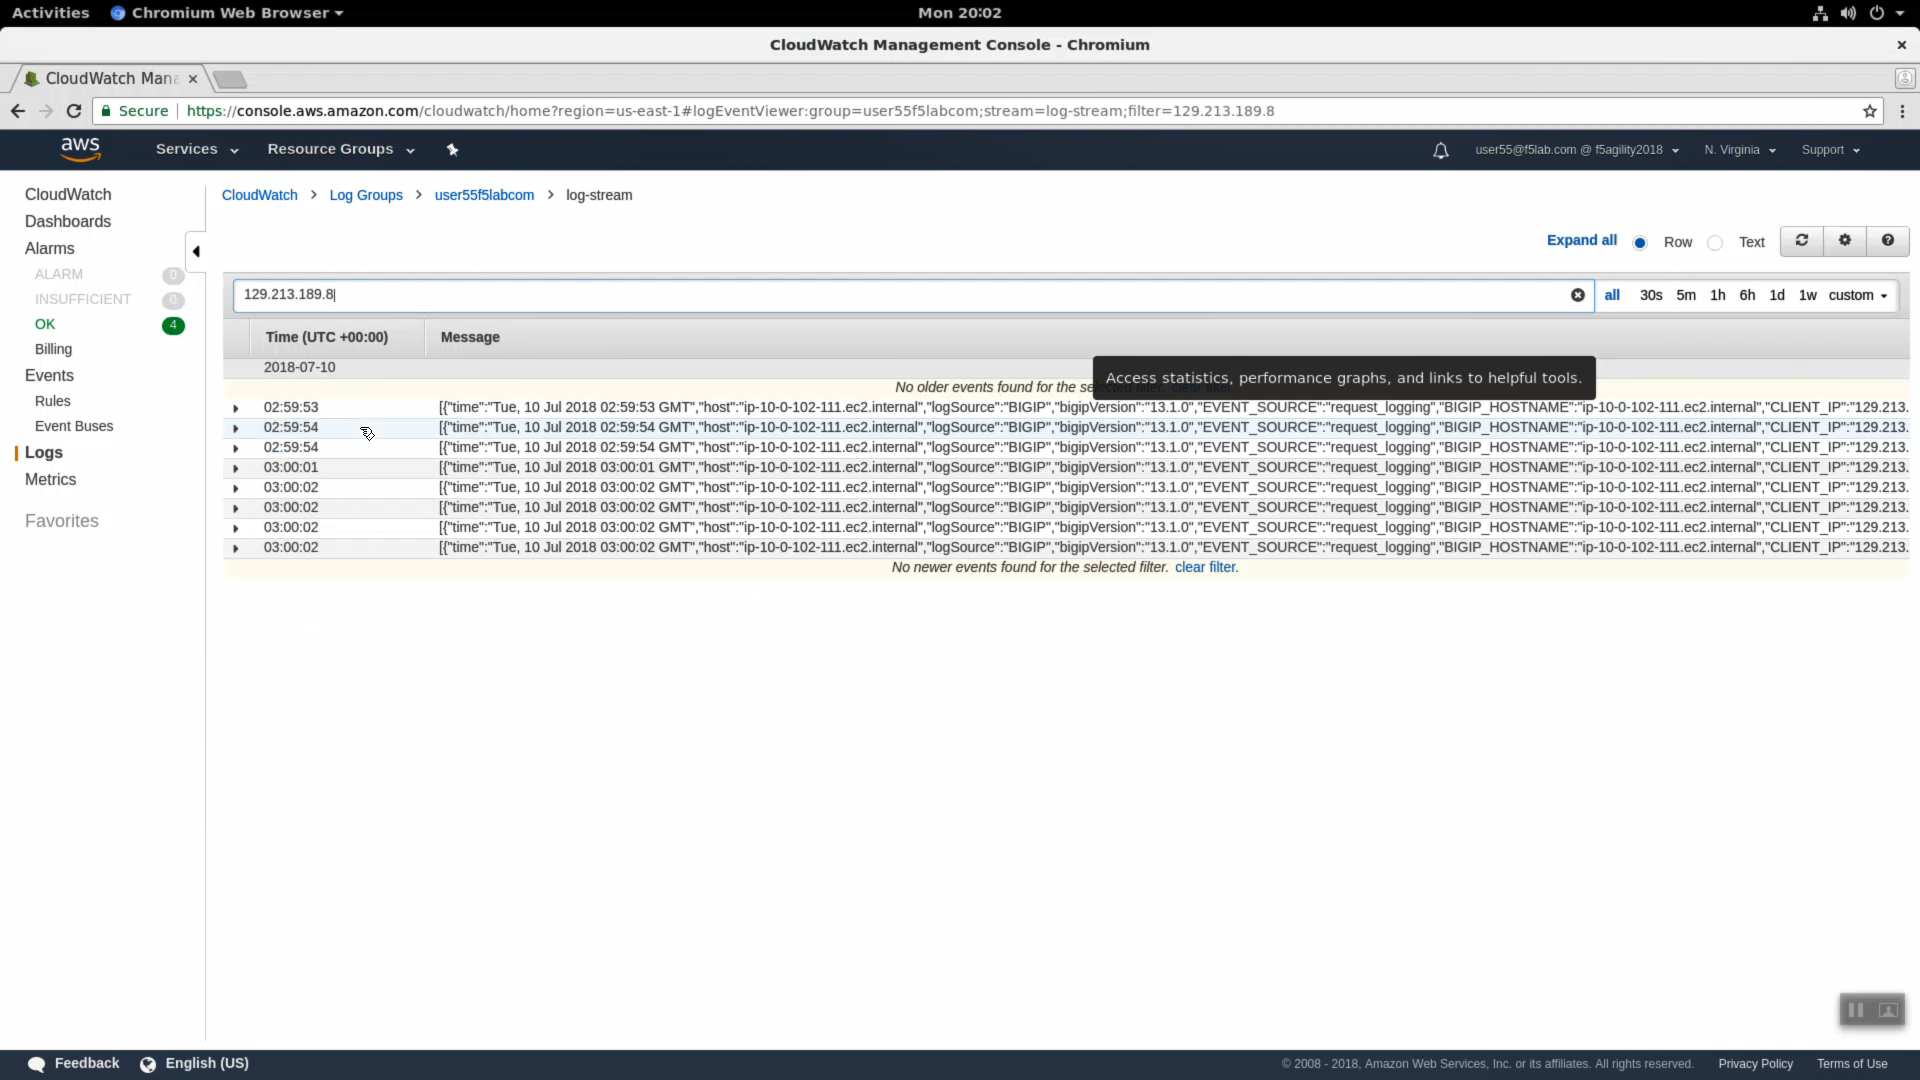 Activities Chromium Web Browser Mon 20:02
CloudWatch Management Console - Chromium
CloudWatch Mana
Secure https://console.aws.amazon.com/cloudwatch/home?region=us-east-1#logEventViewer:group=user55f5labcom;stream=log-stream;filter=129.213.189.8
aws Services Resource Groups user55@f5lab.com @ f5agility2018 N. Virginia Support
CloudWatch
Dashboards
Alarms
ALARM 0
INSUFFICIENT 0
OK 4
Billing
Events
Rules
Event Buses
Logs
Metrics
Favorites
CloudWatch > Log Groups > user55f5labcom > log-stream
Expand all Row Text
129.213.189.8 all 30s 5m 1h 6h 1d 1w custom
Time (UTC +00:00) Message
2018-07-10
Access statistics, performance graphs, and links to helpful tools.
No older events found for the selected filter. clear filter.
02:59:53 [{"time":"Tue, 10 Jul 2018 02:59:53 GMT","host":"ip-10-0-102-111.ec2.internal","logSource":"BIGIP","bigipVersion":"13.1.0","EVENT_SOURCE":"request_logging","BIGIP_HOSTNAME":"ip-10-0-102-111.ec2.internal","CLIENT_IP":"129.213.
02:59:54 [{"time":"Tue, 10 Jul 2018 02:59:54 GMT","host":"ip-10-0-102-111.ec2.internal","logSource":"BIGIP","bigipVersion":"13.1.0","EVENT_SOURCE":"request_logging","BIGIP_HOSTNAME":"ip-10-0-102-111.ec2.internal","CLIENT_IP":"129.213.
02:59:54 [{"time":"Tue, 10 Jul 2018 02:59:54 GMT","host":"ip-10-0-102-111.ec2.internal","logSource":"BIGIP","bigipVersion":"13.1.0","EVENT_SOURCE":"request_logging","BIGIP_HOSTNAME":"ip-10-0-102-111.ec2.internal","CLIENT_IP":"129.213.
03:00:01 [{"time":"Tue, 10 Jul 2018 03:00:01 GMT","host":"ip-10-0-102-111.ec2.internal","logSource":"BIGIP","bigipVersion":"13.1.0","EVENT_SOURCE":"request_logging","BIGIP_HOSTNAME":"ip-10-0-102-111.ec2.internal","CLIENT_IP":"129.213.
03:00:02 [{"time":"Tue, 10 Jul 2018 03:00:02 GMT","host":"ip-10-0-102-111.ec2.internal","logSource":"BIGIP","bigipVersion":"13.1.0","EVENT_SOURCE":"request_logging","BIGIP_HOSTNAME":"ip-10-0-102-111.ec2.internal","CLIENT_IP":"129.213.
03:00:02 [{"time":"Tue, 10 Jul 2018 03:00:02 GMT","host":"ip-10-0-102-111.ec2.internal","logSource":"BIGIP","bigipVersion":"13.1.0","EVENT_SOURCE":"request_logging","BIGIP_HOSTNAME":"ip-10-0-102-111.ec2.internal","CLIENT_IP":"129.213.
03:00:02 [{"time":"Tue, 10 Jul 2018 03:00:02 GMT","host":"ip-10-0-102-111.ec2.internal","logSource":"BIGIP","bigipVersion":"13.1.0","EVENT_SOURCE":"request_logging","BIGIP_HOSTNAME":"ip-10-0-102-111.ec2.internal","CLIENT_IP":"129.213.
03:00:02 [{"time":"Tue, 10 Jul 2018 03:00:02 GMT","host":"ip-10-0-102-111.ec2.internal","logSource":"BIGIP","bigipVersion":"13.1.0","EVENT_SOURCE":"request_logging","BIGIP_HOSTNAME":"ip-10-0-102-111.ec2.internal","CLIENT_IP":"129.213.
No newer events found for the selected filter. clear filter.
Feedback English (US) © 2008 - 2018, Amazon Web Services, Inc. or its affiliates. All rights reserved. Privacy Policy Terms of Use